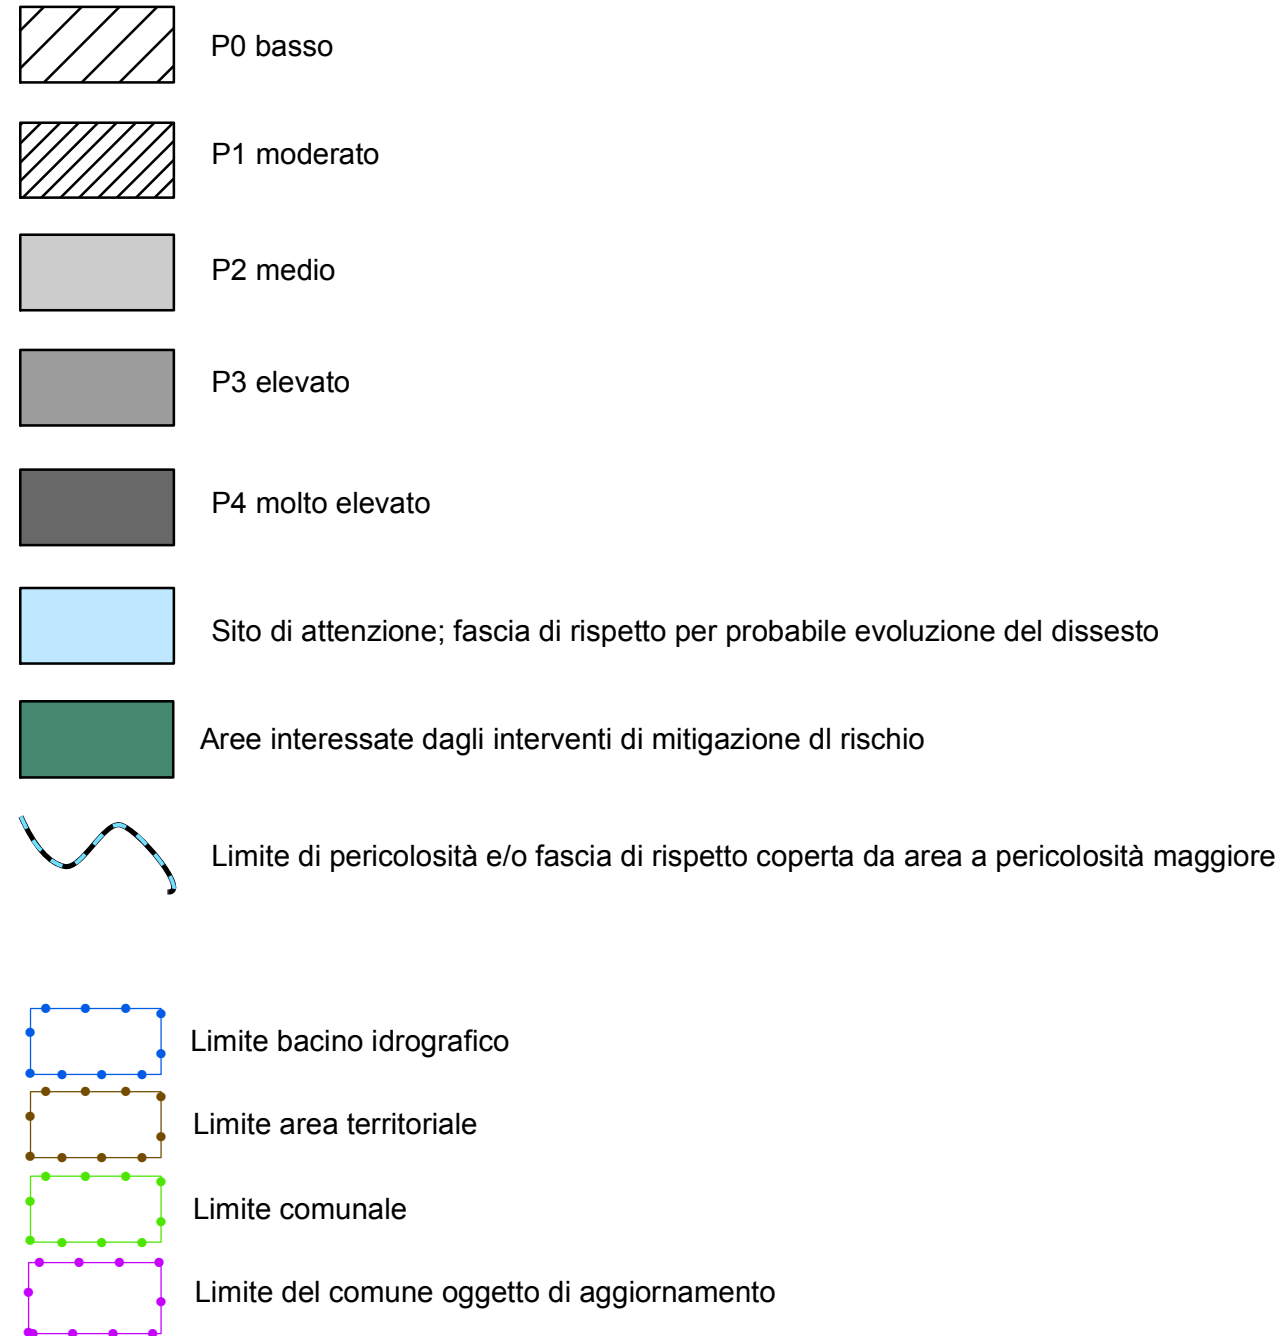 P0 basso
P1 moderato
P2 medio
P3 elevato
P4 molto elevato
Sito di attenzione; fascia di rispetto per probabile evoluzione del dissesto
Aree interessate dagli interventi di mitigazione dl rischio
Limite di pericolosità e/o fascia di rispetto coperta da area a pericolosità maggiore
Limite bacino idrografico
Limite area territoriale
Limite comunale
Limite del comune oggetto di aggiornamento